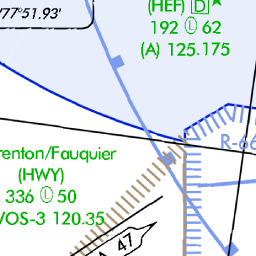 (HEF) D
77°51.93'
192 Ⓛ 62
(A) 125.175
R-66
renton/Fauquier
(HWY)
336 Ⓛ 50
VOS-3 120.35
47